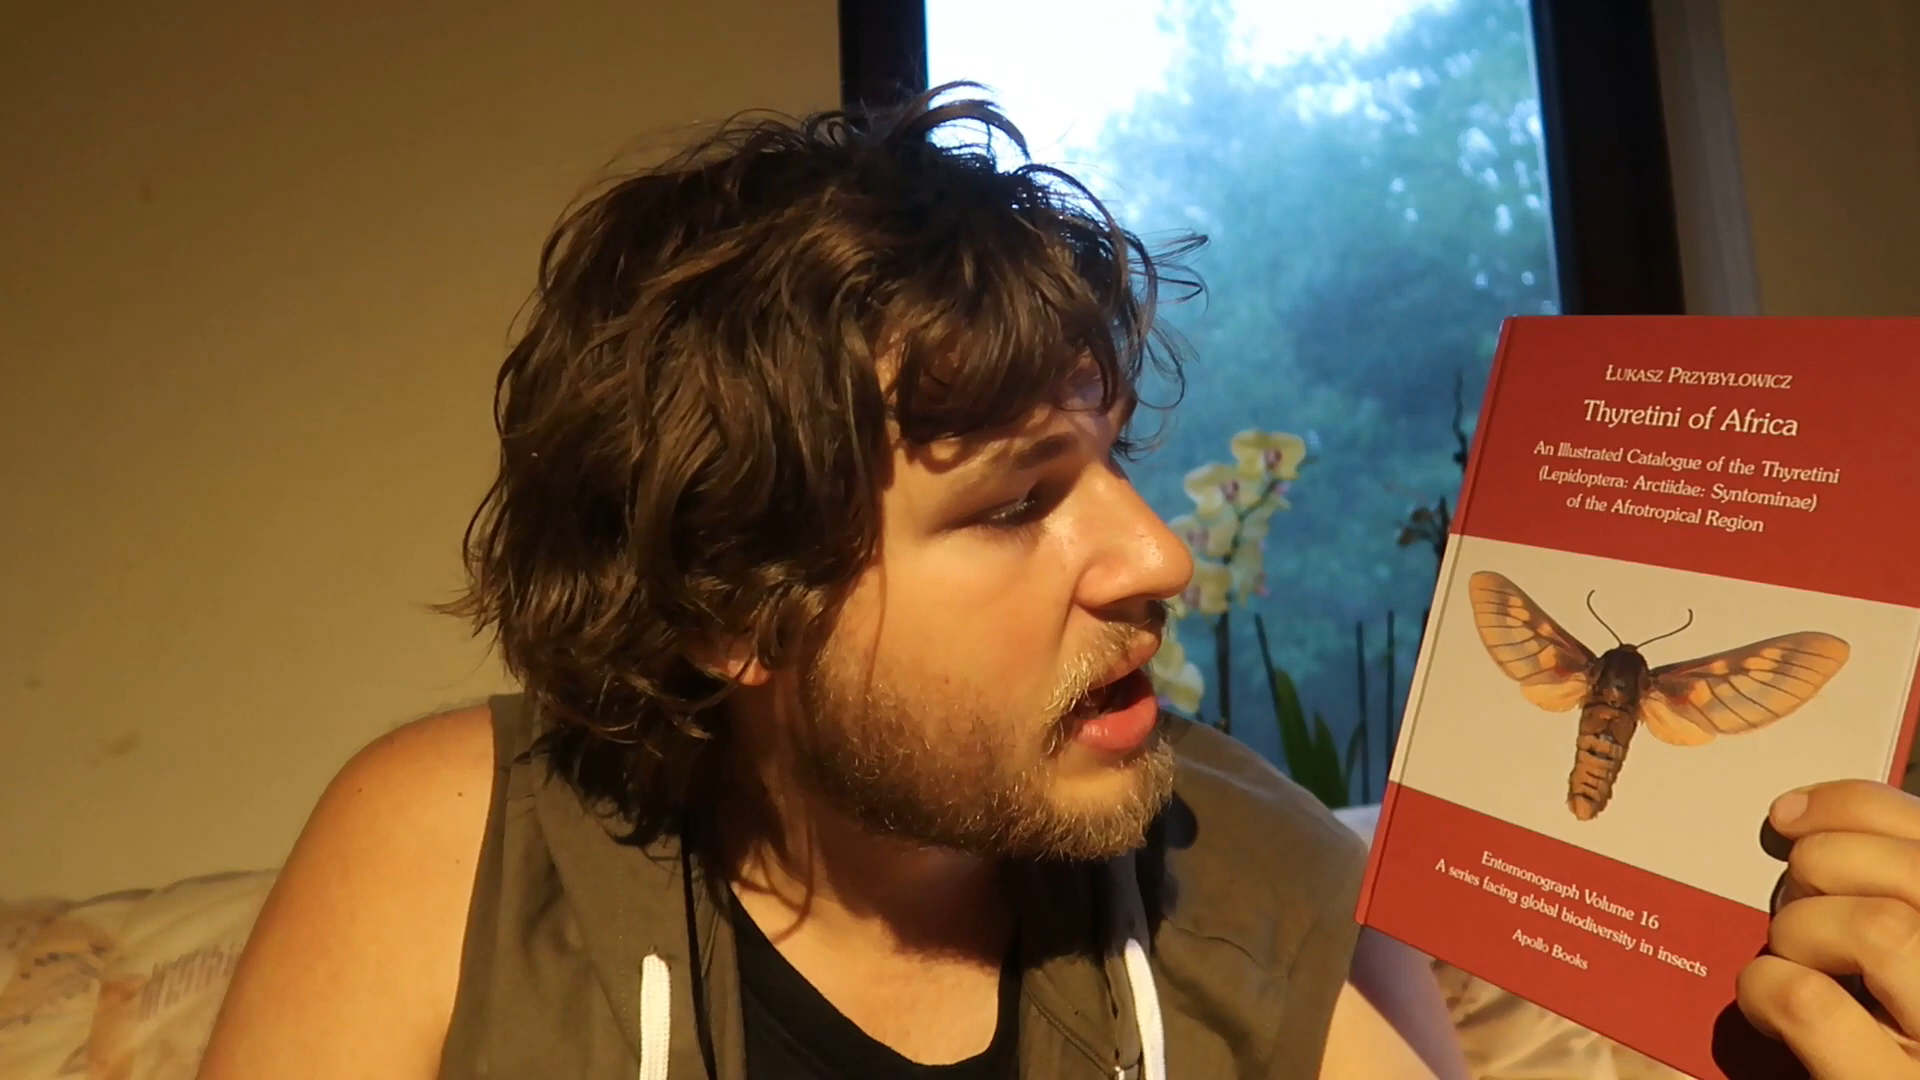 ŁUKASZ PRZYBYŁOWICZ
Thyretini of Africa
An Illustrated Catalogue of the Thyretini
(Lepidoptera: Arctiidae: Syntominae)
of the Afrotropical Region
Entomonograph Volume 16
A series facing global biodiversity in insects
Apollo Books